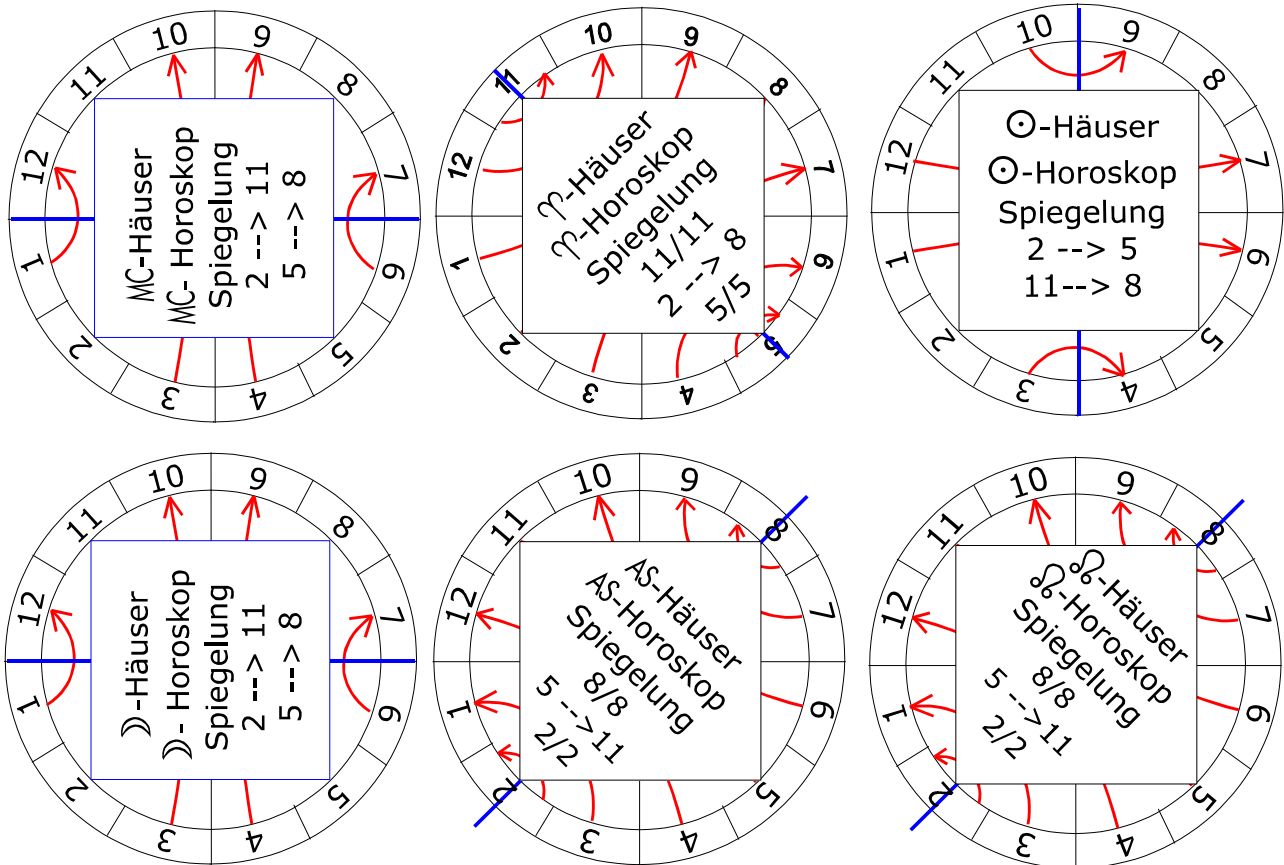 10 9
11 8
12 7
1 6
2 5
3 4
MC-Häuser
MC- Horoskop
Spiegelung
2 --> 11
5 --> 8
10 9
11 8
12 7
1 6
2 5
3 4
♈-Häuser
♈-Horoskop
Spiegelung
11/11
2 --> 8
5/5
10 9
11 8
12 7
1 6
2 5
3 4
☉-Häuser
☉-Horoskop
Spiegelung
2 --> 5
11--> 8
10 9
11 8
12 7
1 6
2 5
3 4
☽-Häuser
☽- Horoskop
Spiegelung
2 --> 11
5 --> 8
10 9
11 8
12 7
1 6
2 5
3 4
AS-Häuser
AS-Horoskop
Spiegelung
8/8
5 -->11
2/2
10 9
11 8
12 7
1 6
2 5
3 4
☊-Häuser
☊-Horoskop
Spiegelung
8/8
5 -->11
2/2